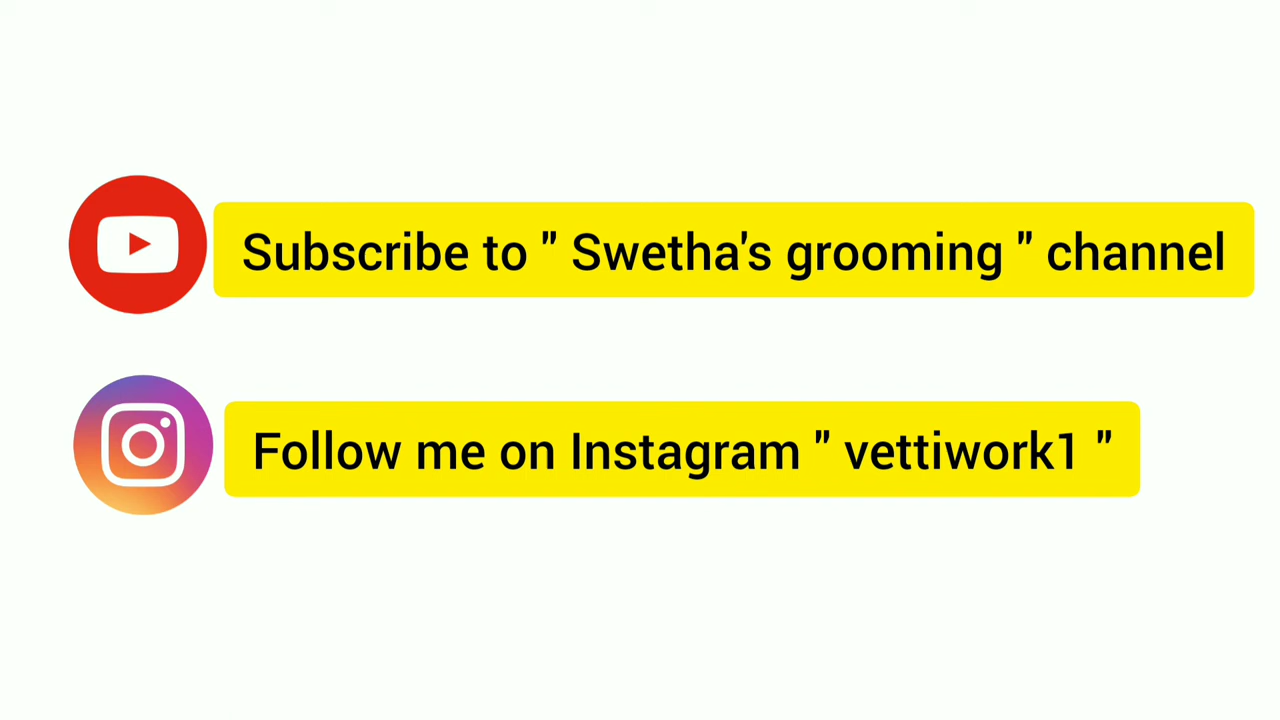 Subscribe to " Swetha's grooming " channel
Follow me on Instagram " vettiwork1 "